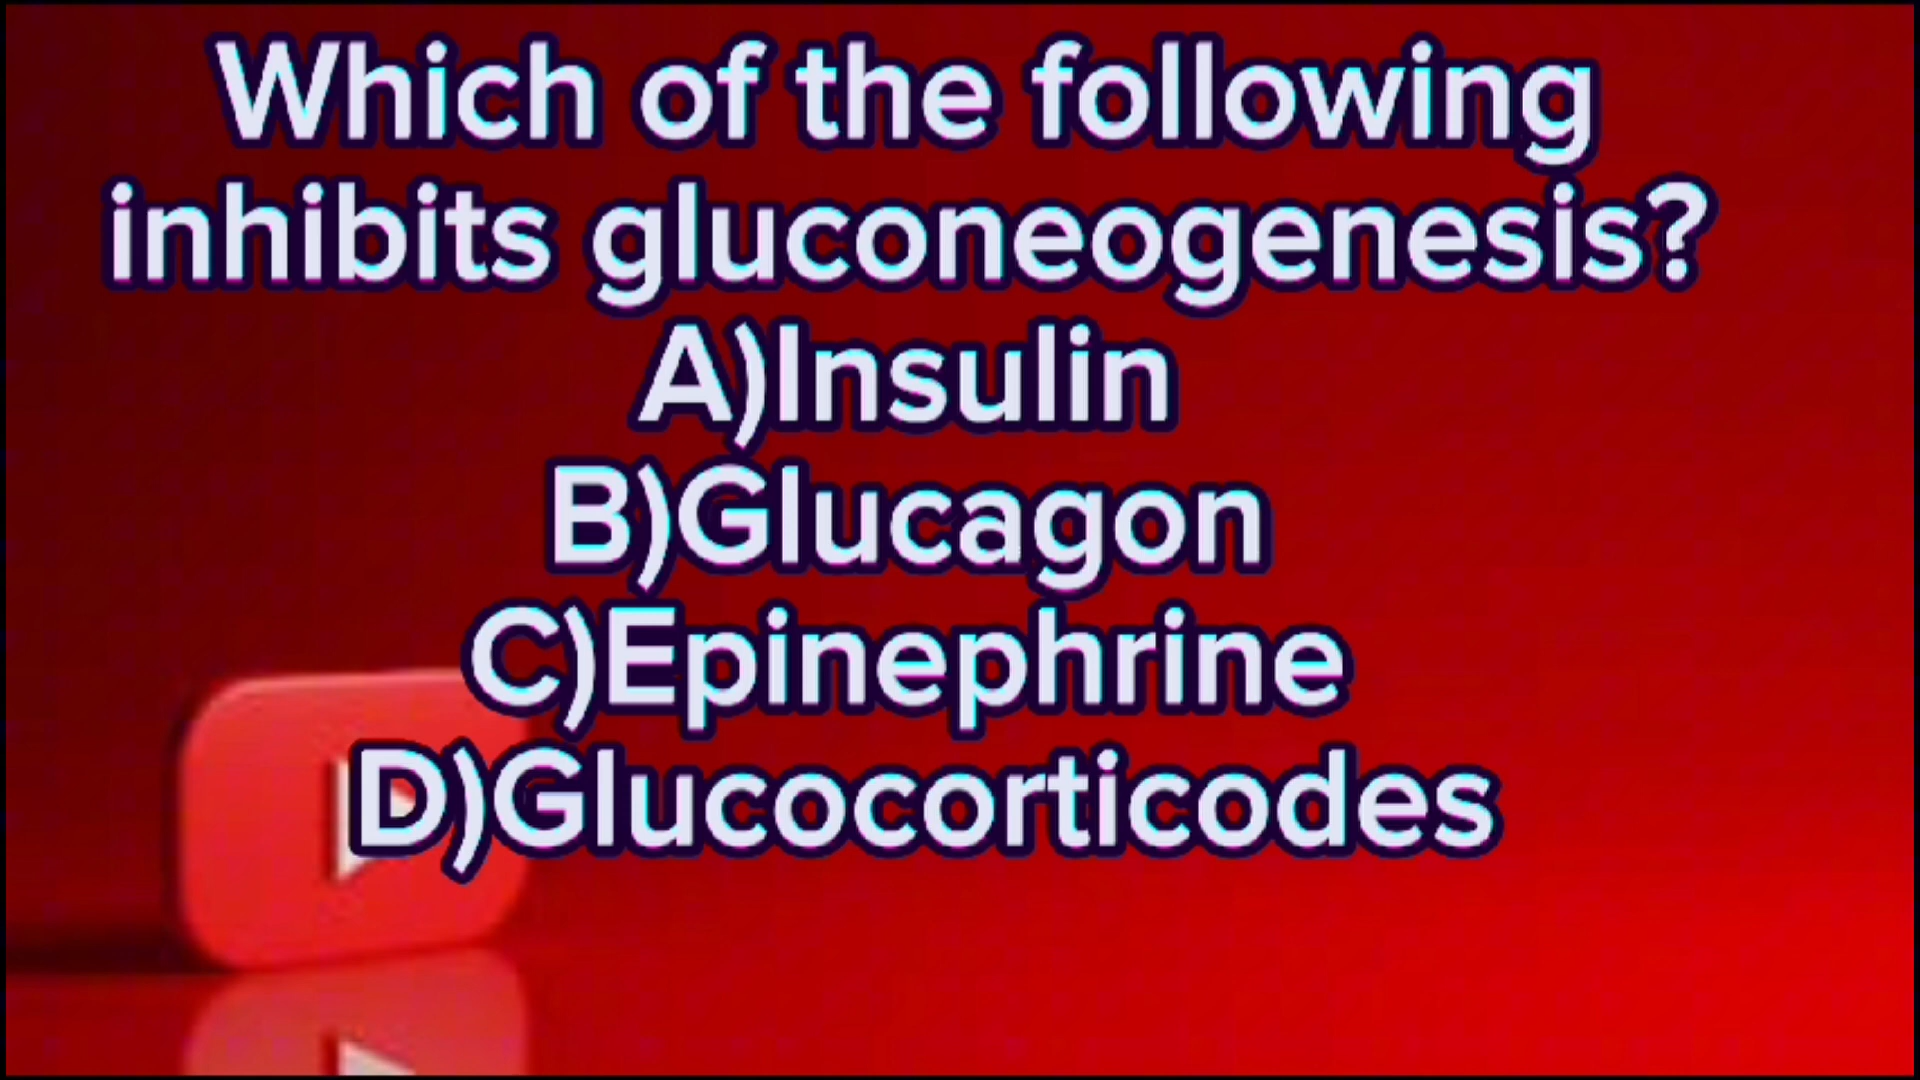 Which of the following
inhibits gluconeogenesis?
A)Insulin
B)Glucagon
C)Epinephrine
D)Glucocorticodes